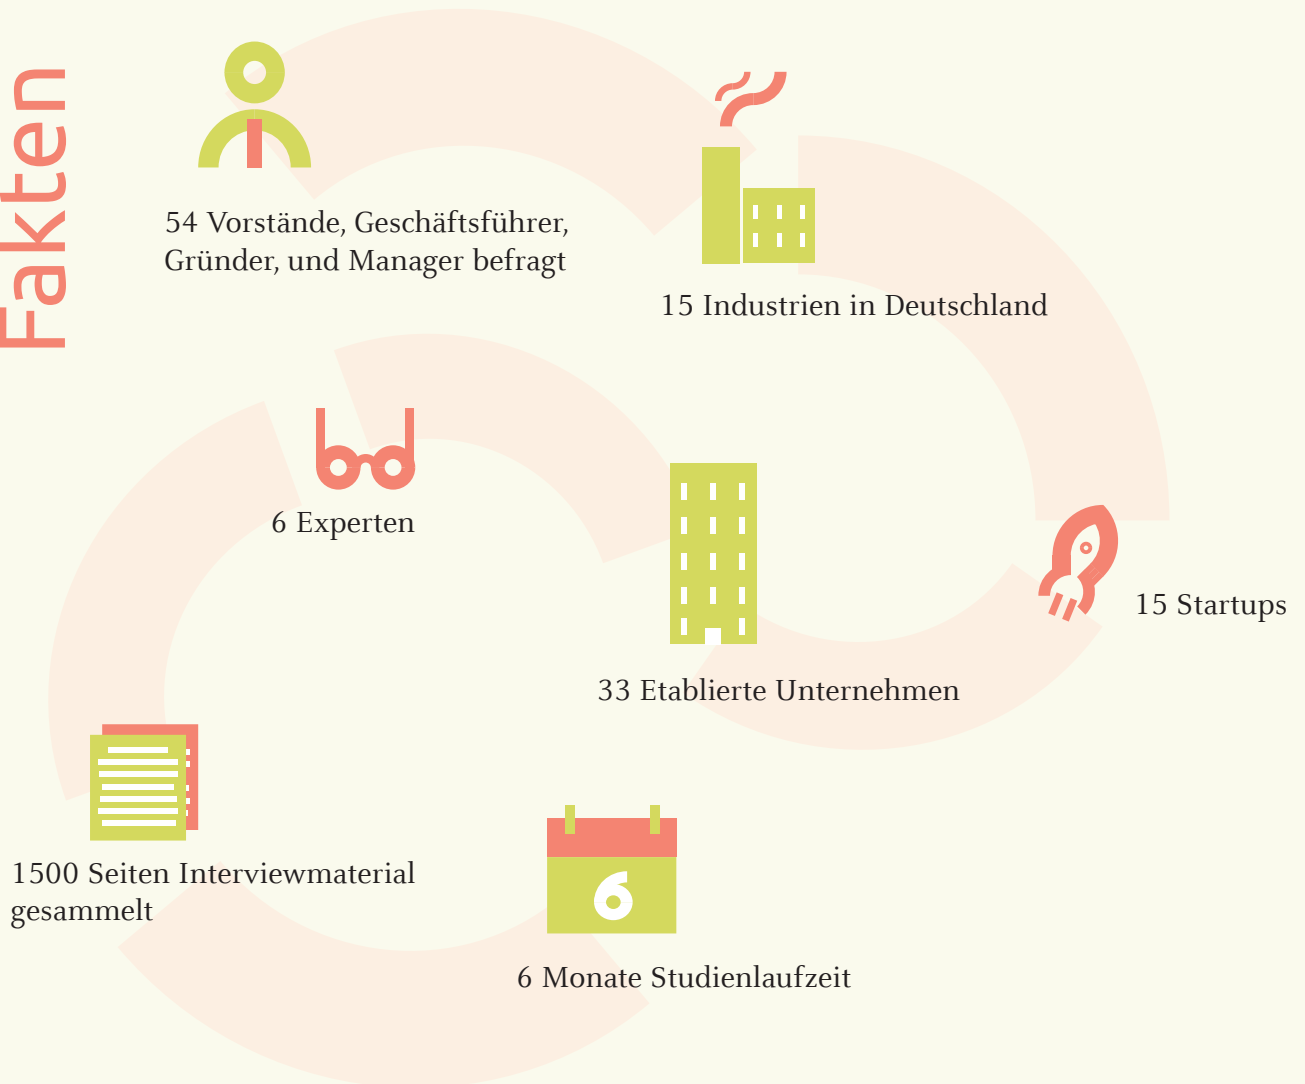 Fakten
54 Vorstände, Geschäftsführer,
Gründer, und Manager befragt
15 Industrien in Deutschland
15 Startups
33 Etablierte Unternehmen
6 Experten
1500 Seiten Interviewmaterial
gesammelt
6
6 Monate Studienlaufzeit